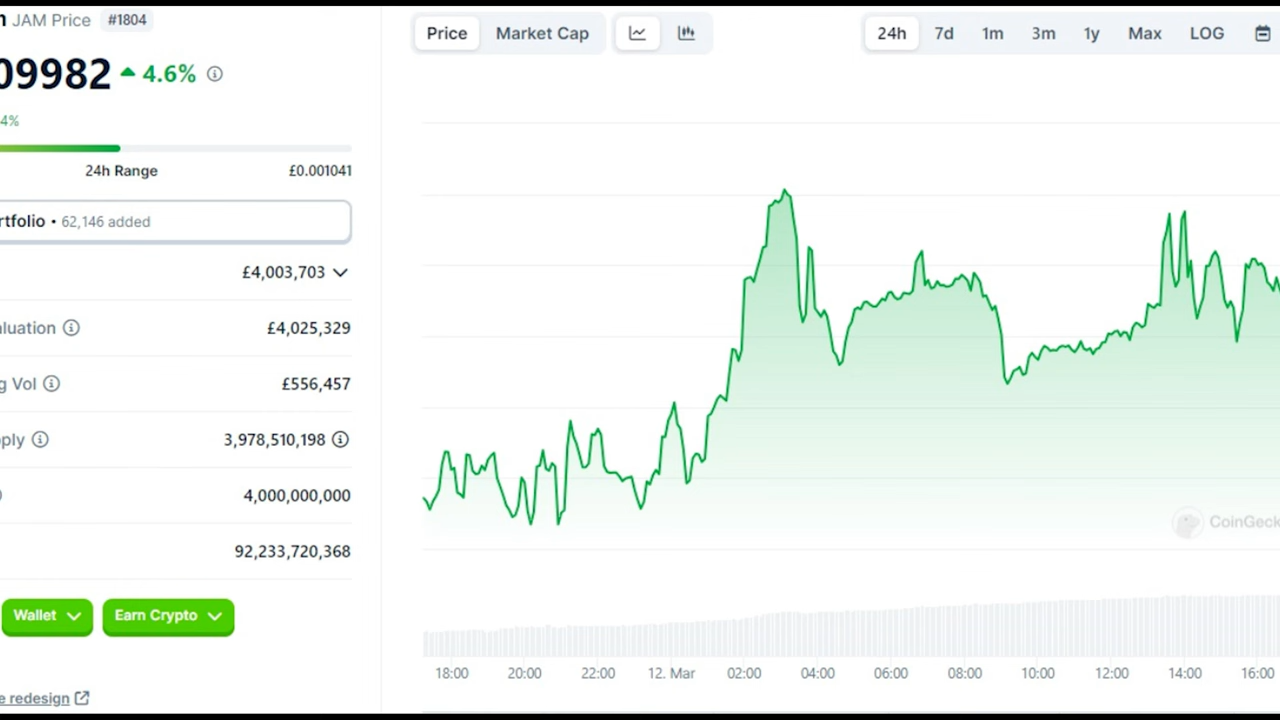 JAM Price #1804
09982 4.6%
4%
24h Range £0.001041
rtfolio • 62,146 added
£4,003,703
aluation £4,025,329
g Vol £556,457
pply 3,978,510,198
4,000,000,000
92,233,720,368
Wallet Earn Crypto
e redesign
Price Market Cap 24h 7d 1m 3m 1y Max LOG
CoinGeck
18:00 20:00 22:00 12. Mar 02:00 04:00 06:00 08:00 10:00 12:00 14:00 16:00